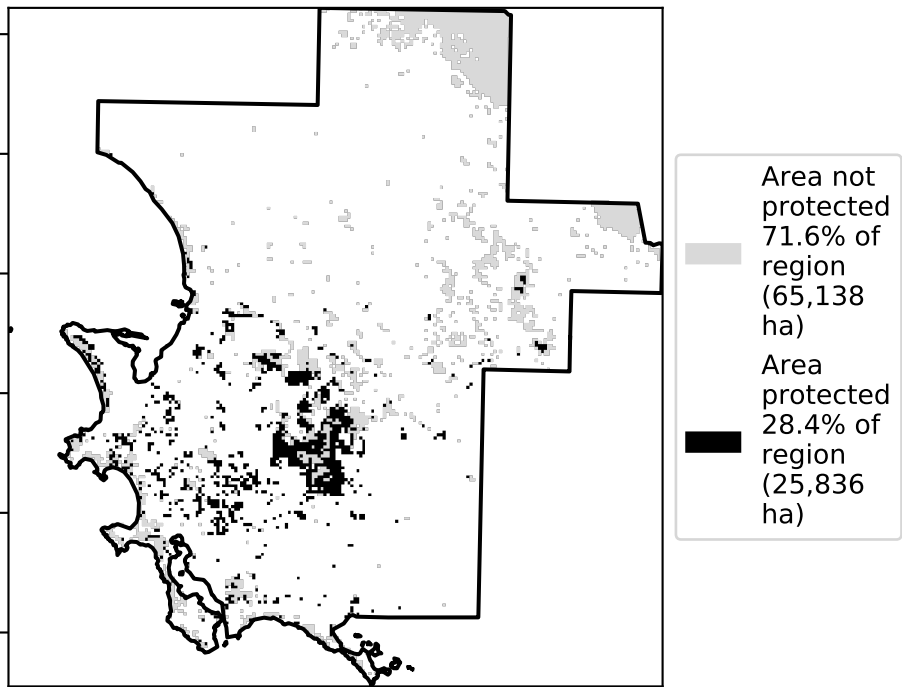 Area not
protected
71.6% of
region
(65,138
ha)
Area
protected
28.4% of
region
(25,836
ha)